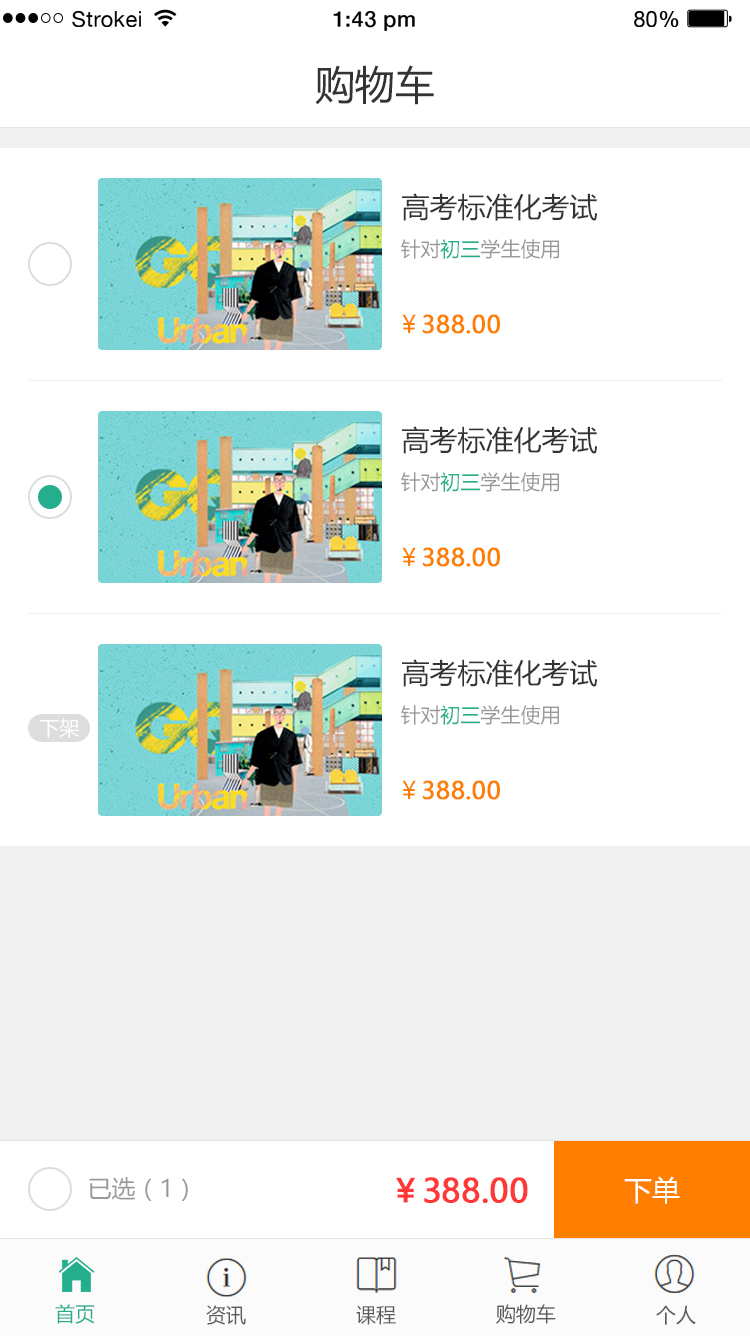 Strokei
1:43 pm
80%
购物车
Urban
高考标准化考试
针对初三学生使用
¥ 388.00
Urban
高考标准化考试
针对初三学生使用
¥ 388.00
下架
Urban
高考标准化考试
针对初三学生使用
¥ 388.00
已选 ( 1 )
¥ 388.00
下单
首页
资讯
课程
购物车
个人